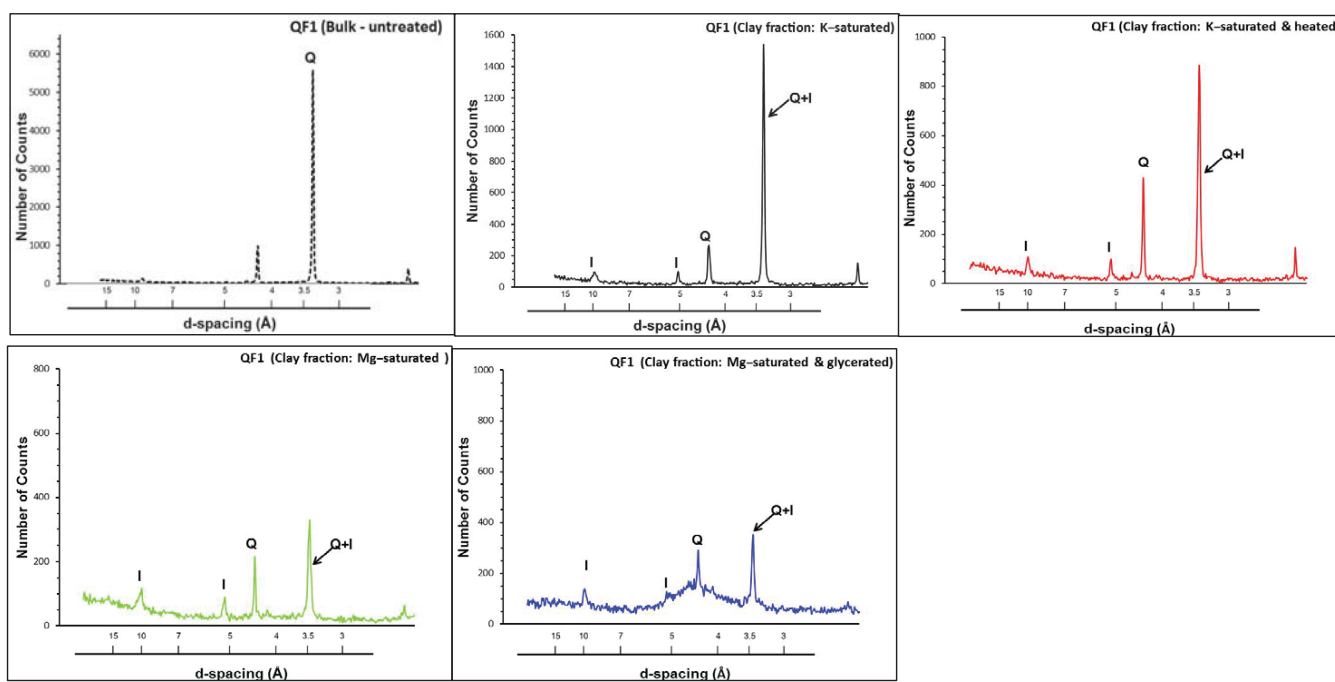 QF1 (Bulk - untreated)
Number of Counts
6000
5000
4000
3000
2000
1000
0
Q
15 10 7 5 4 3.5 3
d-spacing (Å)
QF1 (Clay fraction: K–saturated)
Number of Counts
1600
1400
1200
1000
800
600
400
200
0
I
I
Q
Q+I
15 10 7 5 4 3.5 3
d-spacing (Å)
QF1 (Clay fraction: K–saturated & heated
Number of Counts
1000
800
600
400
200
0
I
I
Q
Q+I
15 10 7 5 4 3.5 3
d-spacing (Å)
QF1 (Clay fraction: Mg–saturated )
Number of Counts
800
600
400
200
0
I
I
Q
Q+I
15 10 7 5 4 3.5 3
d-spacing (Å)
QF1 (Clay fraction: Mg–saturated & glycerated)
Number of Counts
1000
800
600
400
200
0
I
I
Q
Q+I
15 10 7 5 4 3.5 3
d-spacing (Å)